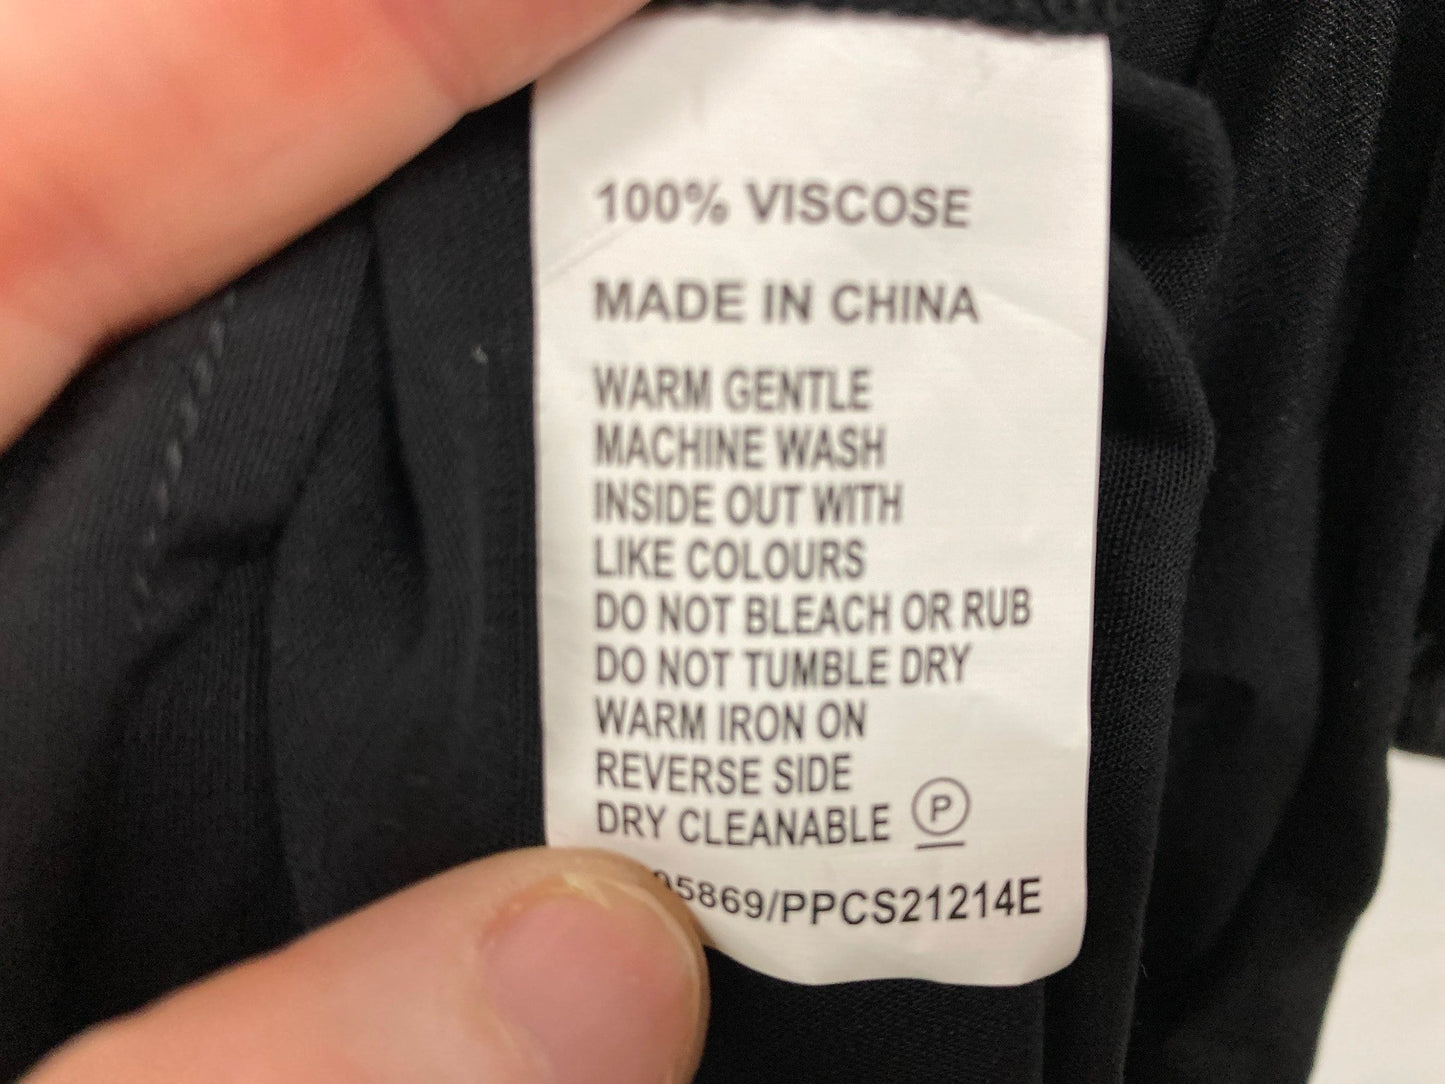 100% VISCOSE
MADE IN CHINA
WARM GENTLE
MACHINE WASH
INSIDE OUT WITH
LIKE COLOURS
DO NOT BLEACH OR RUB
DO NOT TUMBLE DRY
WARM IRON ON
REVERSE SIDE
DRY CLEANABLE P
5869/PPCS21214E